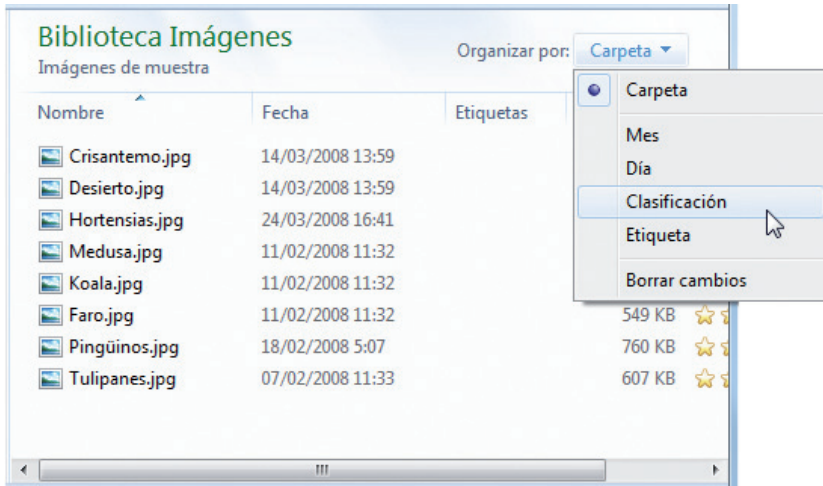 Biblioteca Imágenes
Imágenes de muestra
Organizar por: Carpeta
Carpeta
Mes
Día
Clasificación
Etiqueta
Borrar cambios
Nombre Fecha Etiquetas
Crisantemo.jpg 14/03/2008 13:59
Desierto.jpg 14/03/2008 13:59
Hortensias.jpg 24/03/2008 16:41
Medusa.jpg 11/02/2008 11:32
Koala.jpg 11/02/2008 11:32
Faro.jpg 11/02/2008 11:32 549 KB
Pingüinos.jpg 18/02/2008 5:07 760 KB
Tulipanes.jpg 07/02/2008 11:33 607 KB